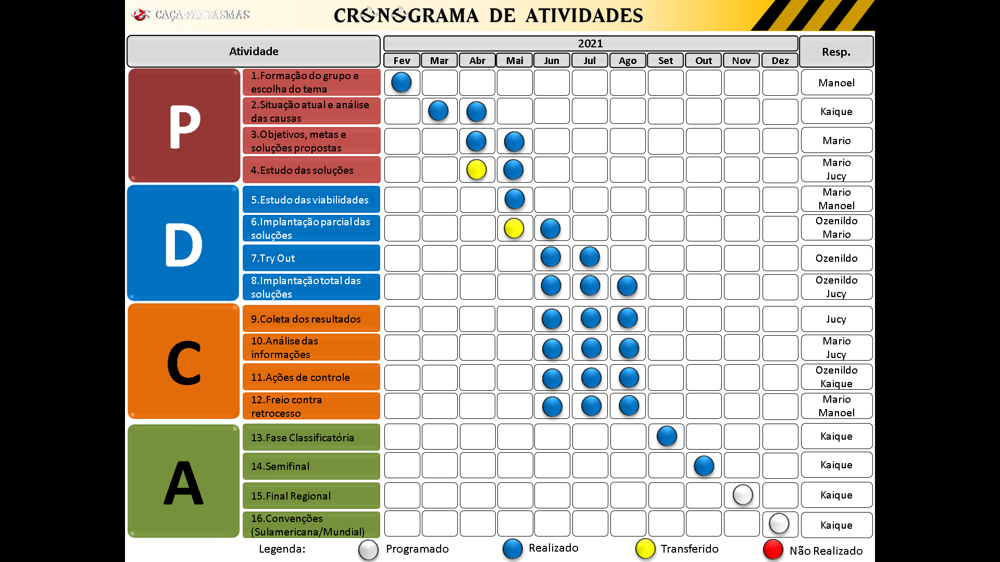 OS CAÇA FANTASMAS
CRONOGRAMA DE ATIVIDADES
Atividade
2021
Resp.
Fev Mar Abr Mai Jun Jul Ago Set Out Nov Dez
P
1.Formação do grupo e
escolha do tema
Manoel
2.Situação atual e análise
das causas
Kaique
3.Objetivos, metas e
soluções propostas
Mario
4.Estudo das soluções
Mario
Jucy
D
5.Estudo das viabilidades
Mario
Manoel
6.Implantação parcial das
soluções
Ozenildo
Mario
7.Try Out
Ozenildo
8.Implantação total das
soluções
Ozenildo
Jucy
C
9.Coleta dos resultados
Jucy
10.Análise das
informações
Mario
Jucy
11.Ações de controle
Ozenildo
Kaique
12.Freio contra
retrocesso
Mario
Manoel
A
13.Fase Classificatória
Kaique
14.Semifinal
Kaique
15.Final Regional
Kaique
16.Convenções
(Sulamericana/Mundial)
Kaique
Legenda: Programado Realizado Transferido Não Realizado